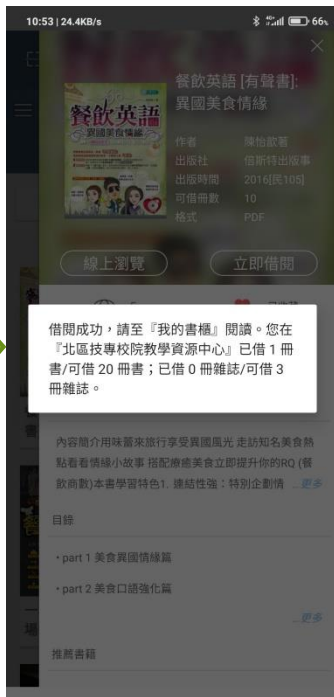 10:53 | 24.4KB/s
66%
餐飲英語 [有聲書]:
異國美食情緣
餐飲英語
異國美食情緣
作者 陳怡歆著
出版社 倍斯特出版事
出版時間 2016[民105]
可借冊數 10
格式 PDF
線上瀏覽
立即借閱
借閱成功，請至『我的書櫃』閱讀。您在
『北區技專校院教學資源中心』已借 1 冊
書/可借 20 冊書；已借 0 冊雜誌/可借 3
冊雜誌。
內容簡介用味蕾來旅行享受異國風光 走訪知名美食熱
點看看情緣小故事 搭配療癒美食立即提升你的RQ (餐
飲商數)本書學習特色1. 連結性強：特別企劃情 ...更多
目錄
• part 1 美食異國情緣篇
• part 2 美食口語強化篇
...更多
推薦書籍